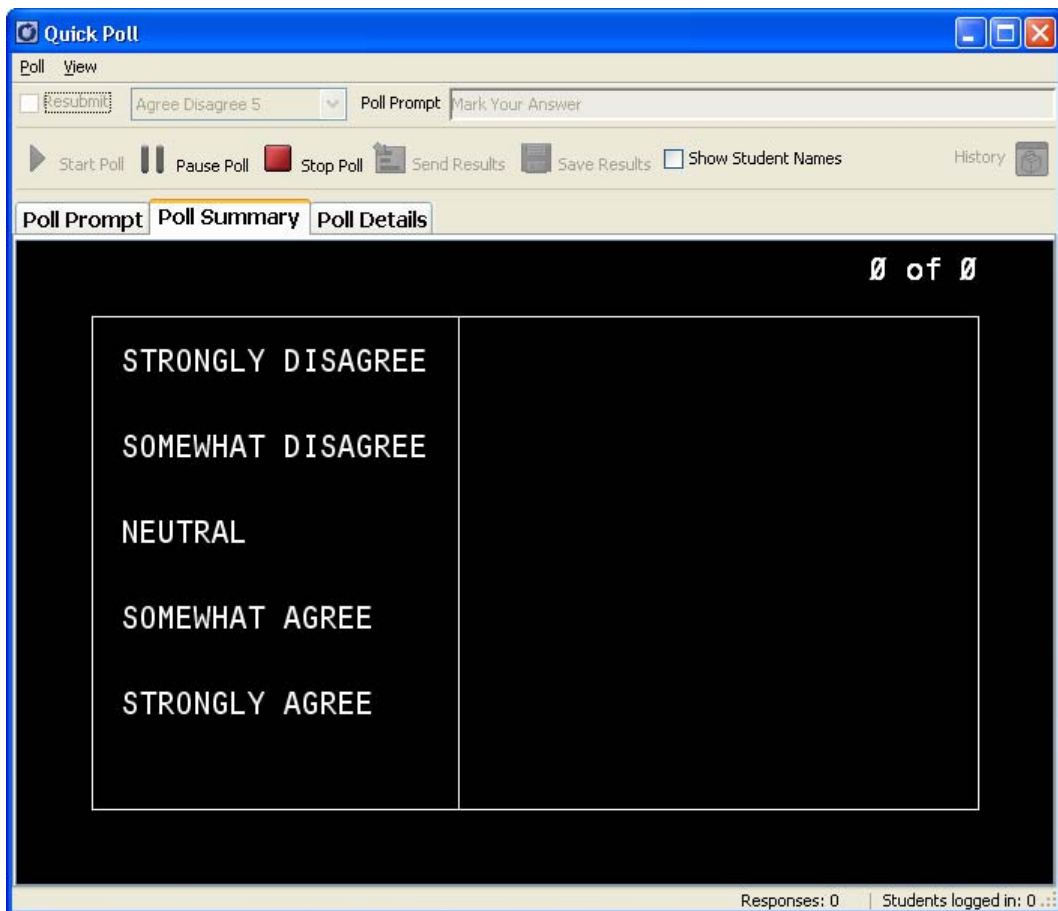 Quick Poll
Poll View
Resubmit Agree Disagree 5 Poll Prompt Mark Your Answer
Start Poll Pause Poll Stop Poll Send Results Save Results Show Student Names History
Poll Prompt Poll Summary Poll Details
0 of 0
STRONGLY DISAGREE
SOMEWHAT DISAGREE
NEUTRAL
SOMEWHAT AGREE
STRONGLY AGREE
Responses: 0 Students logged in: 0